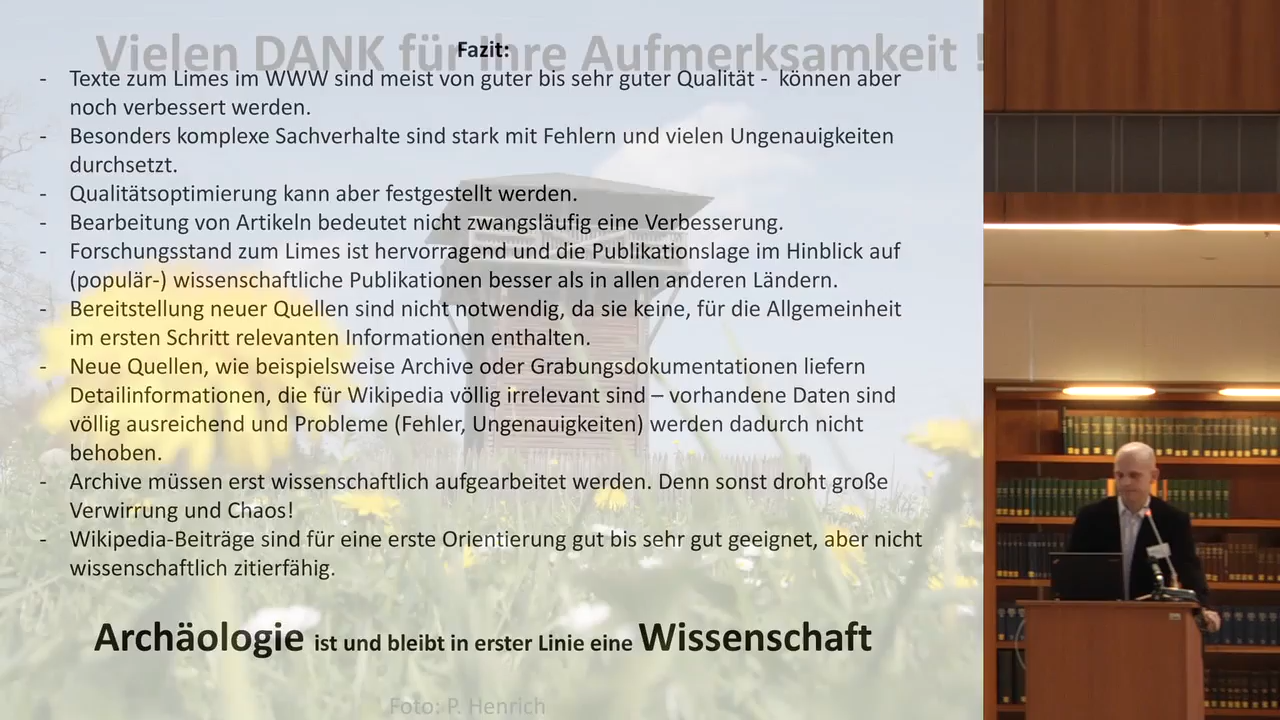 Vielen DANK für Ihre Aufmerksamkeit !
Fazit:
- Texte zum Limes im WWW sind meist von guter bis sehr guter Qualität - können aber
noch verbessert werden.
- Besonders komplexe Sachverhalte sind stark mit Fehlern und vielen Ungenauigkeiten
durchsetzt.
- Qualitätsoptimierung kann aber festgestellt werden.
- Bearbeitung von Artikeln bedeutet nicht zwangsläufig eine Verbesserung.
- Forschungsstand zum Limes ist hervorragend und die Publikationslage im Hinblick auf
(populär-) wissenschaftliche Publikationen besser als in allen anderen Ländern.
- Bereitstellung neuer Quellen sind nicht notwendig, da sie keine, für die Allgemeinheit
im ersten Schritt relevanten Informationen enthalten.
- Neue Quellen, wie beispielsweise Archive oder Grabungsdokumentationen liefern
Detailinformationen, die für Wikipedia völlig irrelevant sind – vorhandene Daten sind
völlig ausreichend und Probleme (Fehler, Ungenauigkeiten) werden dadurch nicht
behoben.
- Archive müssen erst wissenschaftlich aufgearbeitet werden. Denn sonst droht große
Verwirrung und Chaos!
- Wikipedia-Beiträge sind für eine erste Orientierung gut bis sehr gut geeignet, aber nicht
wissenschaftlich zitierfähig.
Archäologie ist und bleibt in erster Linie eine Wissenschaft
Foto: P. Henrich